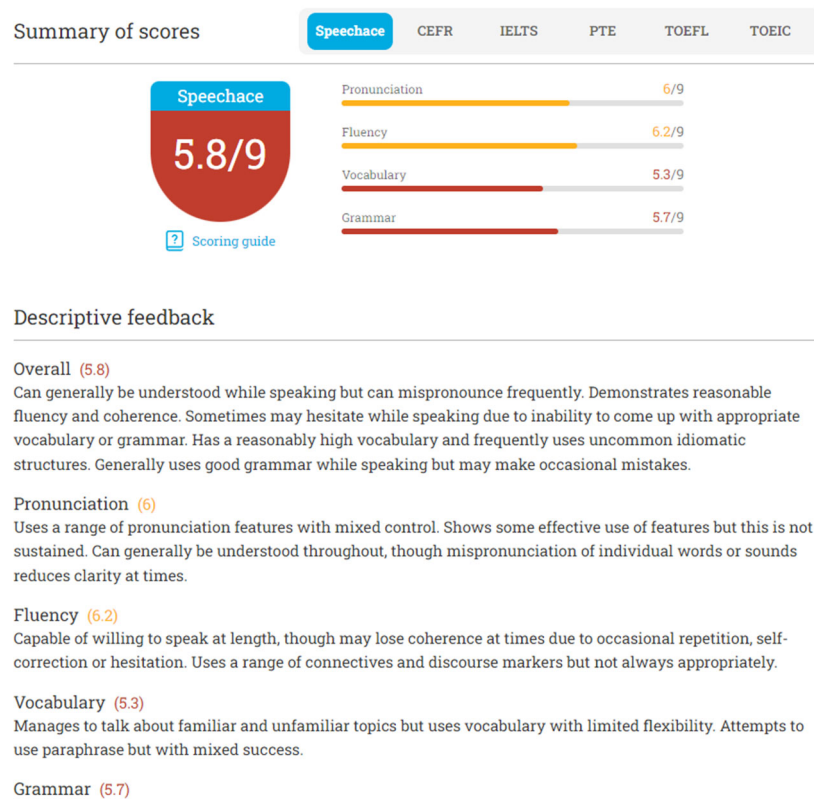 Summary of scores
Speechace CEFR IELTS PTE TOEFL TOEIC
Speechace
5.8/9
Scoring guide
Pronunciation 6/9
Fluency 6.2/9
Vocabulary 5.3/9
Grammar 5.7/9
Descriptive feedback
Overall (5.8)
Can generally be understood while speaking but can mispronounce frequently. Demonstrates reasonable
fluency and coherence. Sometimes may hesitate while speaking due to inability to come up with appropriate
vocabulary or grammar. Has a reasonably high vocabulary and frequently uses uncommon idiomatic
structures. Generally uses good grammar while speaking but may make occasional mistakes.
Pronunciation (6)
Uses a range of pronunciation features with mixed control. Shows some effective use of features but this is not
sustained. Can generally be understood throughout, though mispronunciation of individual words or sounds
reduces clarity at times.
Fluency (6.2)
Capable of willing to speak at length, though may lose coherence at times due to occasional repetition, self-
correction or hesitation. Uses a range of connectives and discourse markers but not always appropriately.
Vocabulary (5.3)
Manages to talk about familiar and unfamiliar topics but uses vocabulary with limited flexibility. Attempts to
use paraphrase but with mixed success.
Grammar (5.7)